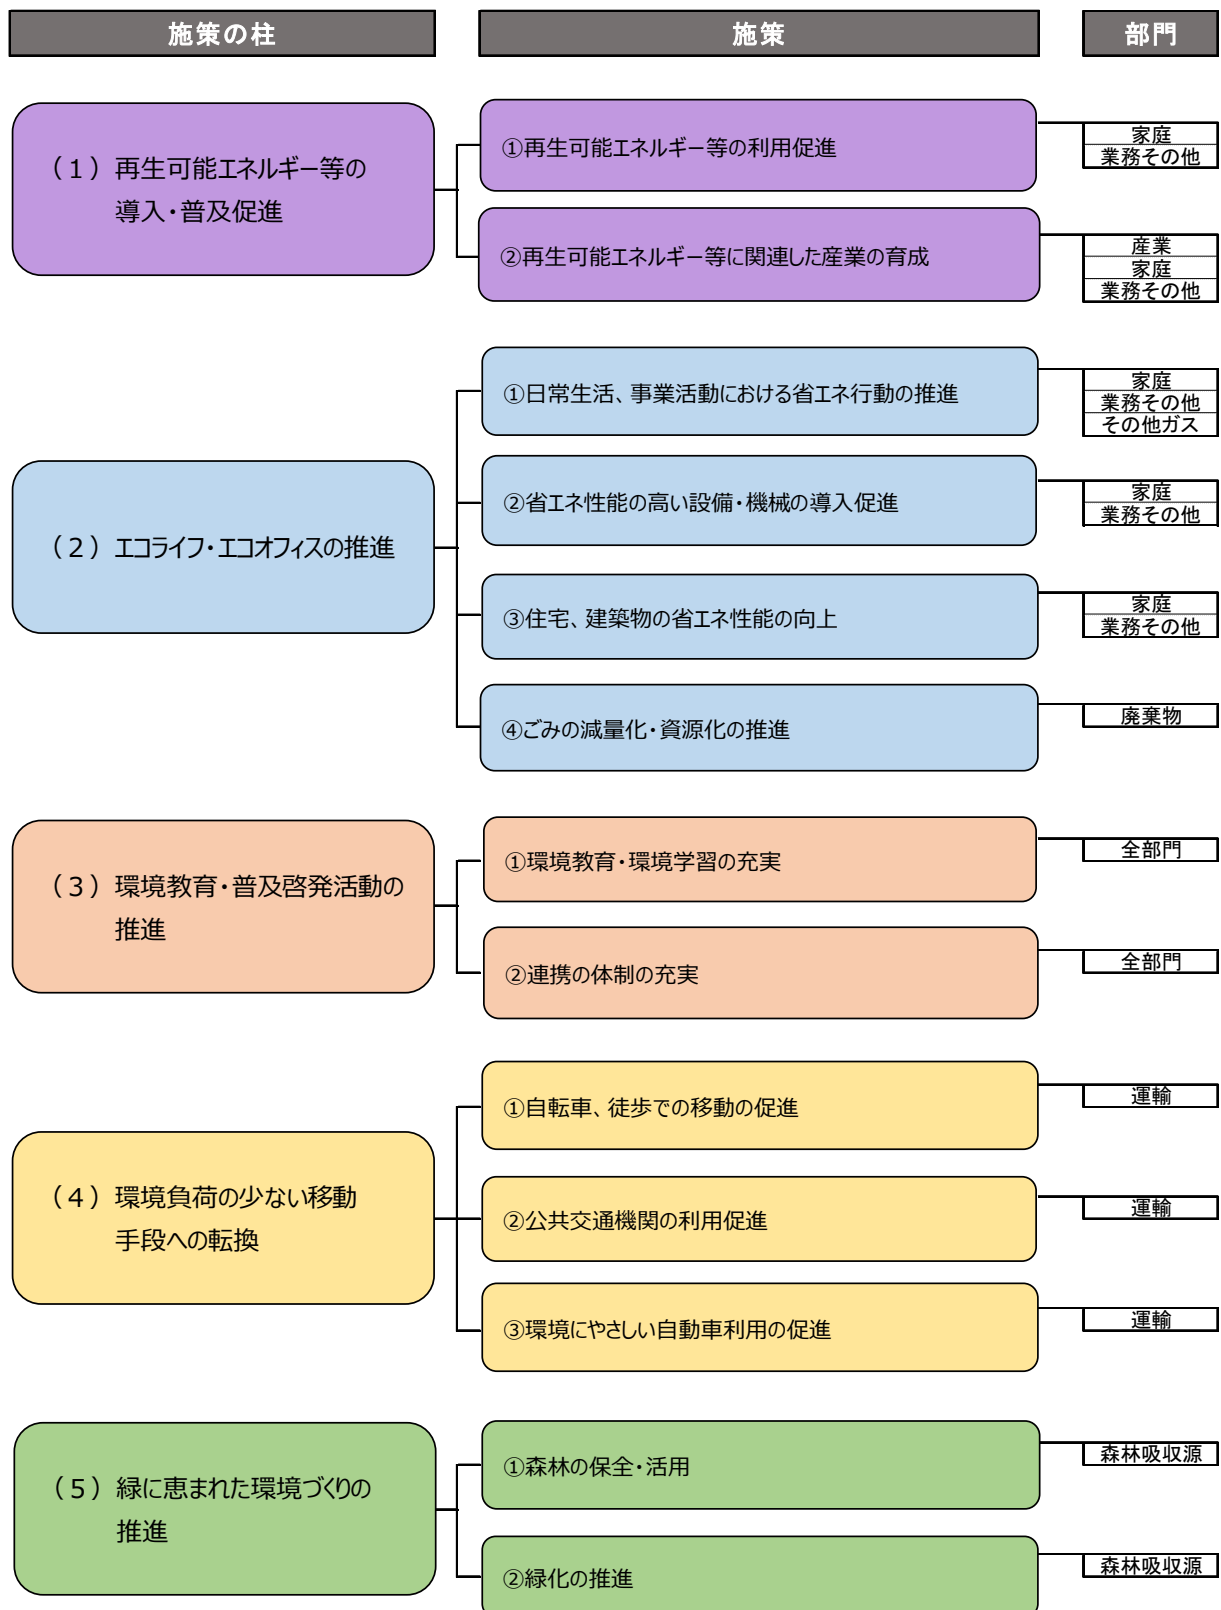 施策の柱
施策
部門
（１）再生可能エネルギー等の
導入・普及促進
①再生可能エネルギー等の利用促進
家庭
業務その他
②再生可能エネルギー等に関連した産業の育成
産業
家庭
業務その他
（２）エコライフ・エコオフィスの推進
①日常生活、事業活動における省エネ行動の推進
家庭
業務その他
その他ガス
②省エネ性能の高い設備・機械の導入促進
家庭
業務その他
③住宅、建築物の省エネ性能の向上
家庭
業務その他
④ごみの減量化・資源化の推進
廃棄物
（３）環境教育・普及啓発活動の
推進
①環境教育・環境学習の充実
全部門
②連携の体制の充実
全部門
（４）環境負荷の少ない移動
手段への転換
①自転車、徒歩での移動の促進
運輸
②公共交通機関の利用促進
運輸
③環境にやさしい自動車利用の促進
運輸
（５）緑に恵まれた環境づくりの
推進
①森林の保全・活用
森林吸収源
②緑化の推進
森林吸収源